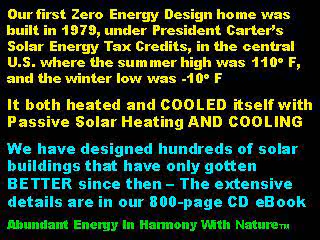 Our first Zero Energy Design home was
built in 1979, under President Carter's
Solar Energy Tax Credits, in the central
U.S. where the summer high was 110° F,
and the winter low was -10° F
It both heated and COOLED itself with
Passive Solar Heating AND COOLING
We have designed hundreds of solar
buildings that have only gotten
BETTER since then – The extensive
details are in our 800-page CD eBook
Abundant Energy In Harmony With Nature™